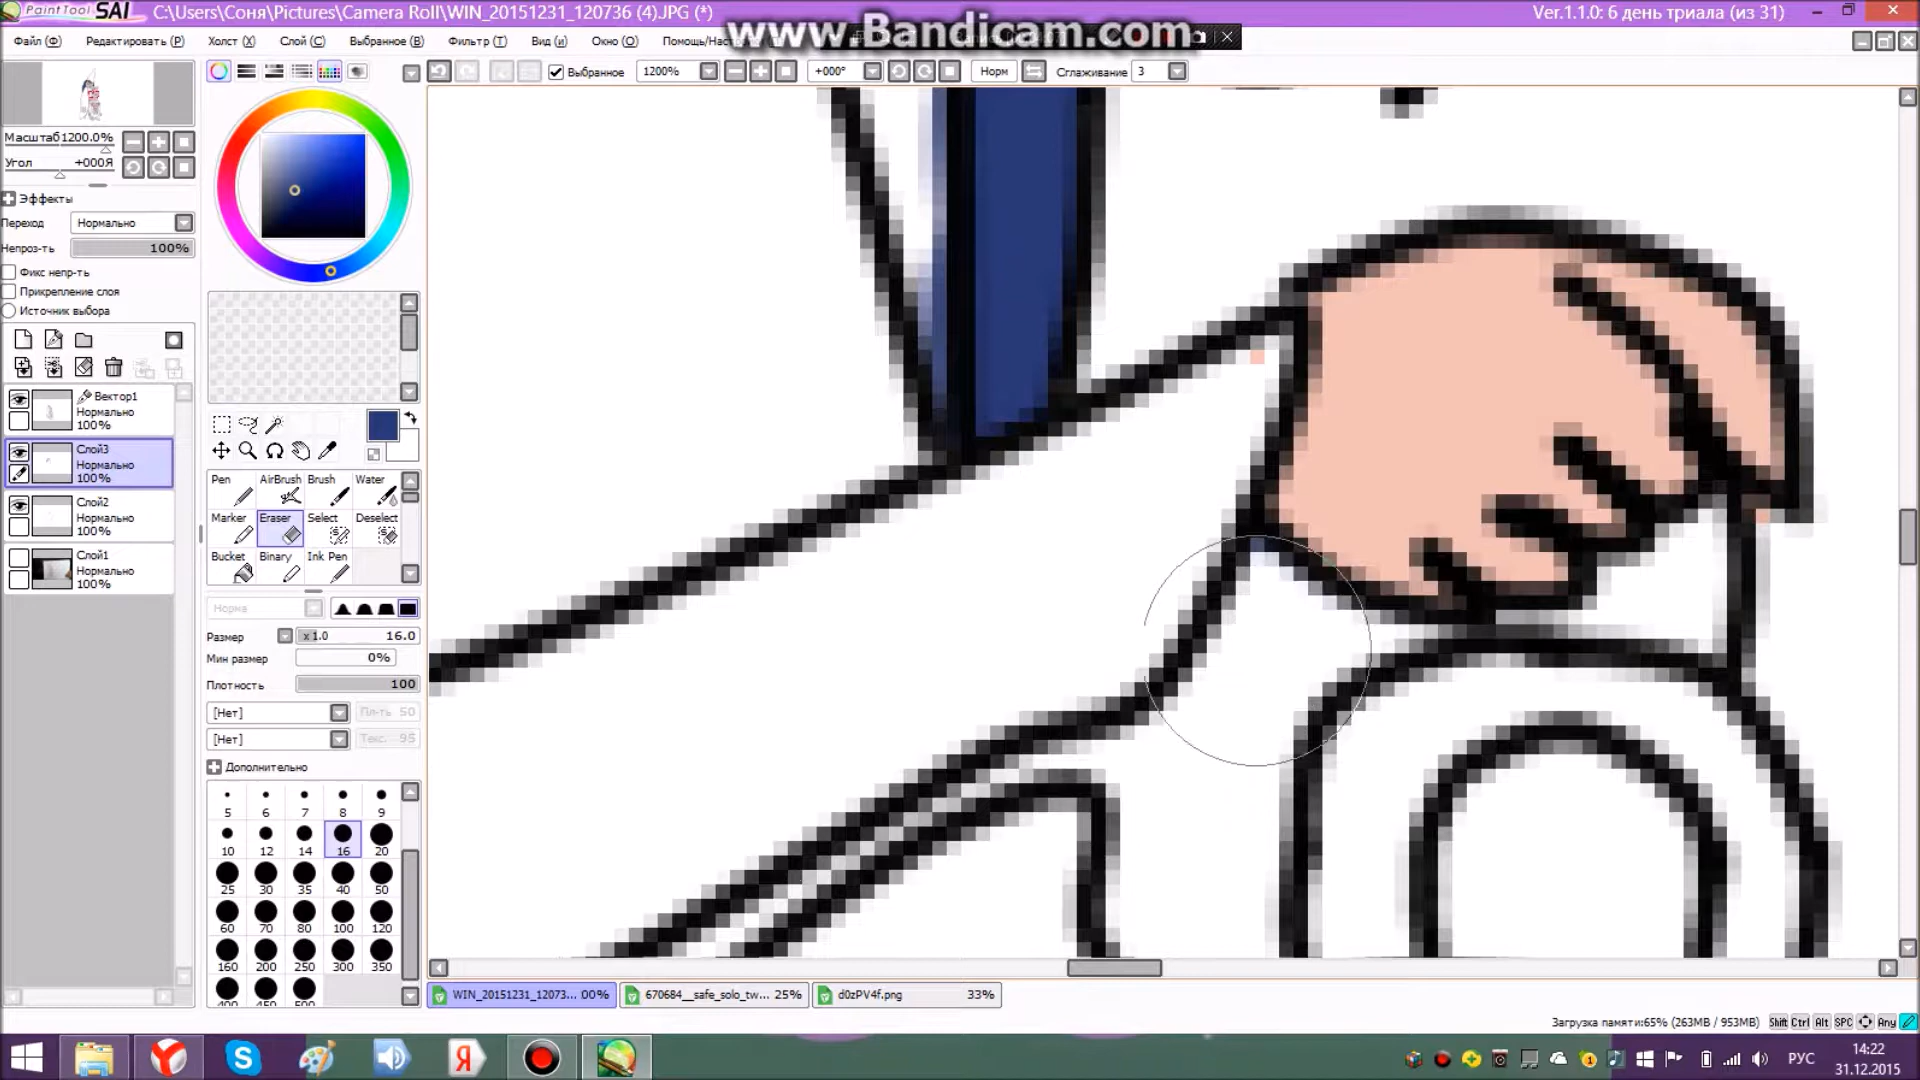 PaintTool SAI C:\Users\Соня\Pictures\Camera Roll\WIN_20151231_120736 (4).JPG (*)
Ver.1.1.0: 6 день триала (из 31)
www.Bandicam.com
Файл (Ф) Редактировать (P) Холст (X) Слой (C) Выбранное (B) Фильтр (T) Вид (и) Окно (O)
Выбранное 1200% +000° Норм Сглаживание 3
Масштаб 1200.0%
Угол +000Я
Эффекты
Переход Нормально
Непроз-ть 100%
Фикс непр-ть
Прикрепление слоя
Источник выбора
Вектор1
Нормально
100%
Слой3
Нормально
100%
Слой2
Нормально
100%
Слой1
Нормально
100%
Pen AirBrush Brush Water
Marker Eraser Select Deselect
Bucket Binary Ink Pen
Норма
Размер x 1.0 16.0
Мин размер 0%
Плотность 100
[Нет] Пл-ть 50
[Нет] Текс. 95
Дополнительно
5 6 7 8 9
10 12 14 16 20
25 30 35 40 50
60 70 80 100 120
160 200 250 300 350
400 450 500
WIN_20151231_12073... 00% 670684__safe_solo_tw... 25% d0zPV4f.png 33%
Загрузка памяти:65% (263MB / 953MB) Shift Ctrl Alt SPC Any
РУС
14:22
31.12.2015